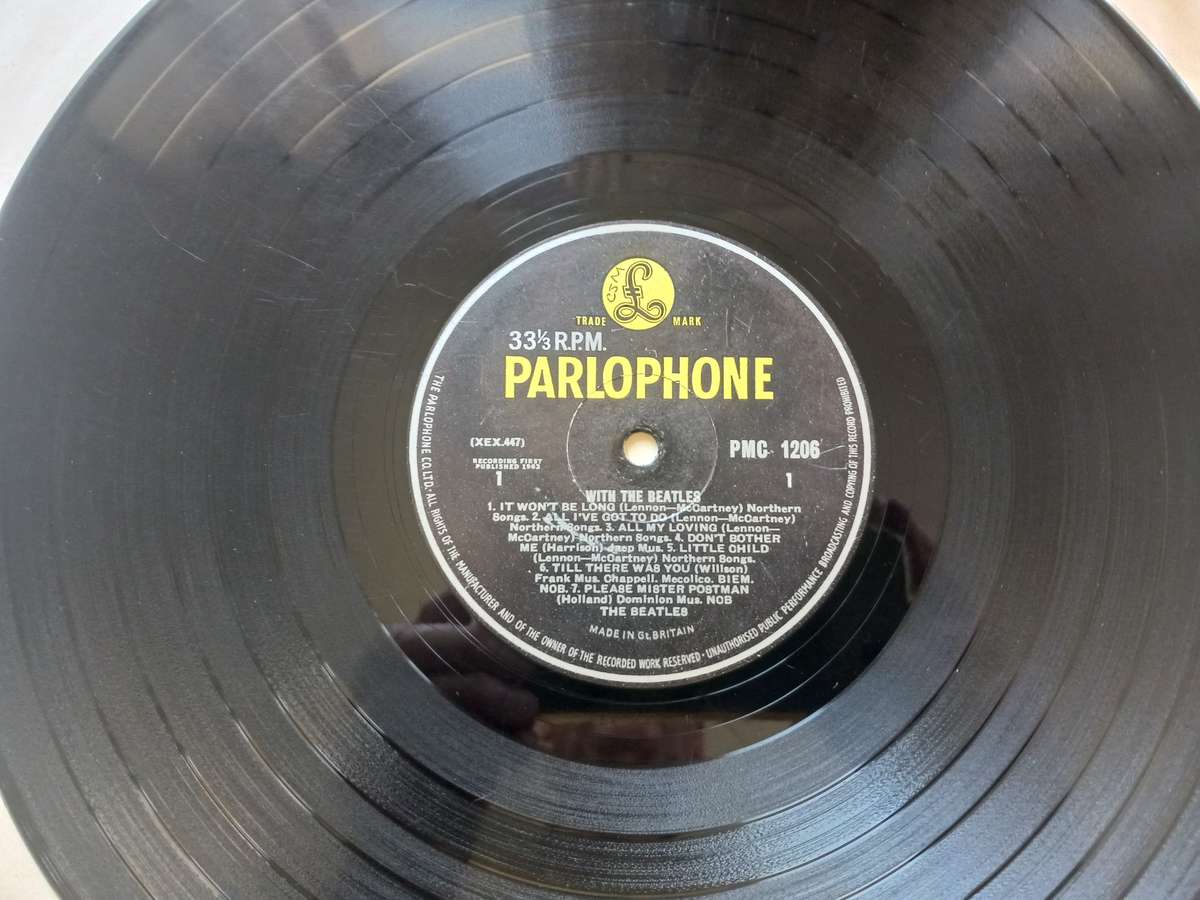 CSM
£
TRADE MARK
33⅓ R.P.M.
PARLOPHONE
(XEX.447)
PMC 1206
RECORDING FIRST
PUBLISHED 1963
1
1
WITH THE BEATLES
1. IT WON'T BE LONG (Lennon—McCartney) Northern
Songs. 2. ALL I'VE GOT TO DO (Lennon—McCartney)
Northern Songs. 3. ALL MY LOVING (Lennon—
McCartney) Northern Songs. 4. DON'T BOTHER
ME (Harrison) Jaep Mus. 5. LITTLE CHILD
(Lennon—McCartney) Northern Songs.
6. TILL THERE WAS YOU (Willson)
Frank Mus. Chappell. Mecolico. BIEM.
NOB. 7. PLEASE MISTER POSTMAN
(Holland) Dominion Mus. NOB
THE BEATLES
MADE IN Gt. BRITAIN
THE PARLOPHONE CO. LTD. · ALL RIGHTS OF THE MANUFACTURER AND OF THE OWNER OF THE RECORDED WORK RESERVED · UNAUTHORISED PUBLIC PERFORMANCE BROADCASTING AND COPYING OF THIS RECORD PROHIBITED